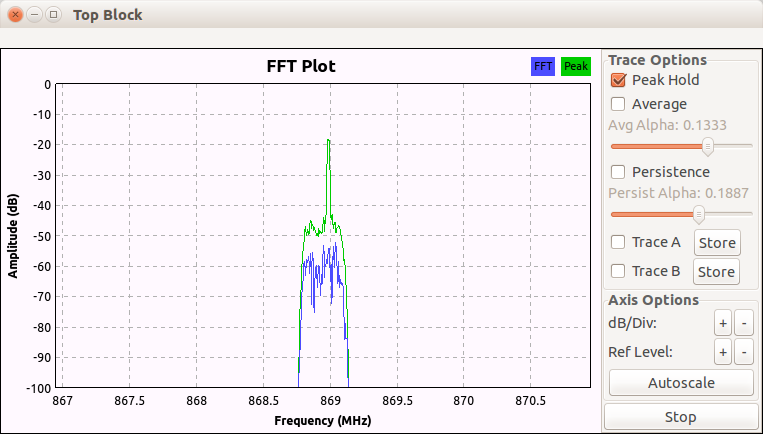 Top Block
FFT Plot
FFT
Peak
0
-10
-20
-30
-40
-50
-60
-70
-80
-90
-100
Amplitude (dB)
867
867.5
868
868.5
869
869.5
870
870.5
Frequency (MHz)
Trace Options
Peak Hold
Average
Avg Alpha: 0.1333
Persistence
Persist Alpha: 0.1887
Trace A Store
Trace B Store
Axis Options
dB/Div: + -
Ref Level: + -
Autoscale
Stop